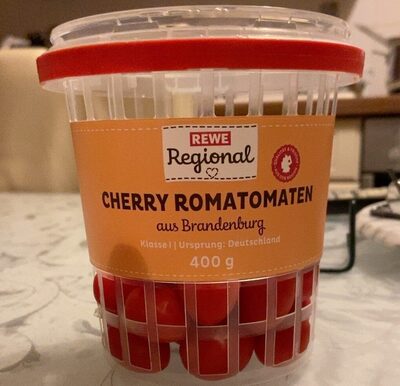 REWE
Regional
CHERRY ROMATOMATEN
aus Brandenburg
Klasse I | Ursprung: Deutschland
400 g